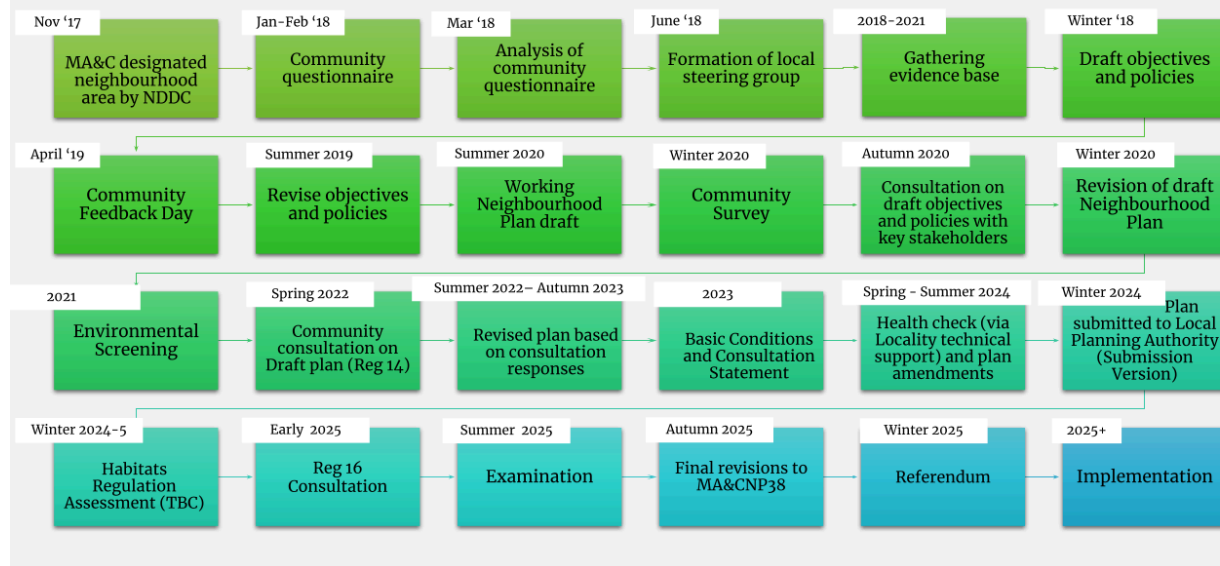 Nov ‘17
MA&C designated
neighbourhood
area by NDDC
Jan-Feb ‘18
Community
questionnaire
Mar ‘18
Analysis of
community
questionnaire
June ‘18
Formation of local
steering group
2018-2021
Gathering
evidence base
Winter ‘18
Draft objectives
and policies
April ‘19
Community
Feedback Day
Summer 2019
Revise objectives
and policies
Summer 2020
Working
Neighbourhood
Plan draft
Winter 2020
Community
Survey
Autumn 2020
Consultation on
draft objectives
and policies with
key stakeholders
Winter 2020
Revision of draft
Neighbourhood
Plan
2021
Environmental
Screening
Spring 2022
Community
consultation on
Draft plan (Reg 14)
Summer 2022– Autumn 2023
Revised plan based
on consultation
responses
2023
Basic Conditions
and Consultation
Statement
Spring - Summer 2024
Health check (via
Locality technical
support) and plan
amendments
Winter 2024
Plan
submitted to Local
Planning Authority
(Submission
Version)
Winter 2024-5
Habitats
Regulation
Assessment (TBC)
Early 2025
Reg 16
Consultation
Summer 2025
Examination
Autumn 2025
Final revisions to
MA&CNP38
Winter 2025
Referendum
2025+
Implementation